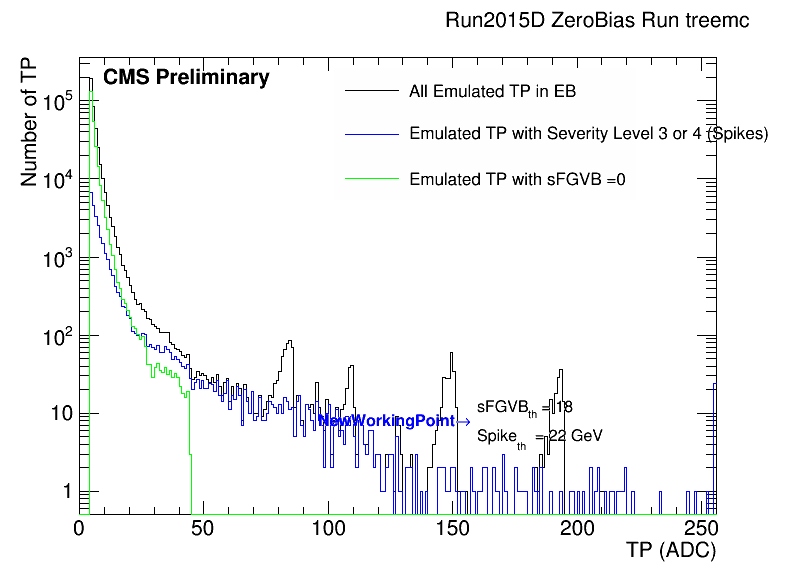 Run2015D ZeroBias Run treemc
CMS Preliminary
All Emulated TP in EB
Emulated TP with Severity Level 3 or 4 (Spikes)
Emulated TP with sFGVB =0
Number of TP
10^5
10^4
10^3
10^2
10
1
NewWorkingPoint→
sFGVB_th = 18
Spike_th = 22 GeV
0 50 100 150 200 250
TP (ADC)